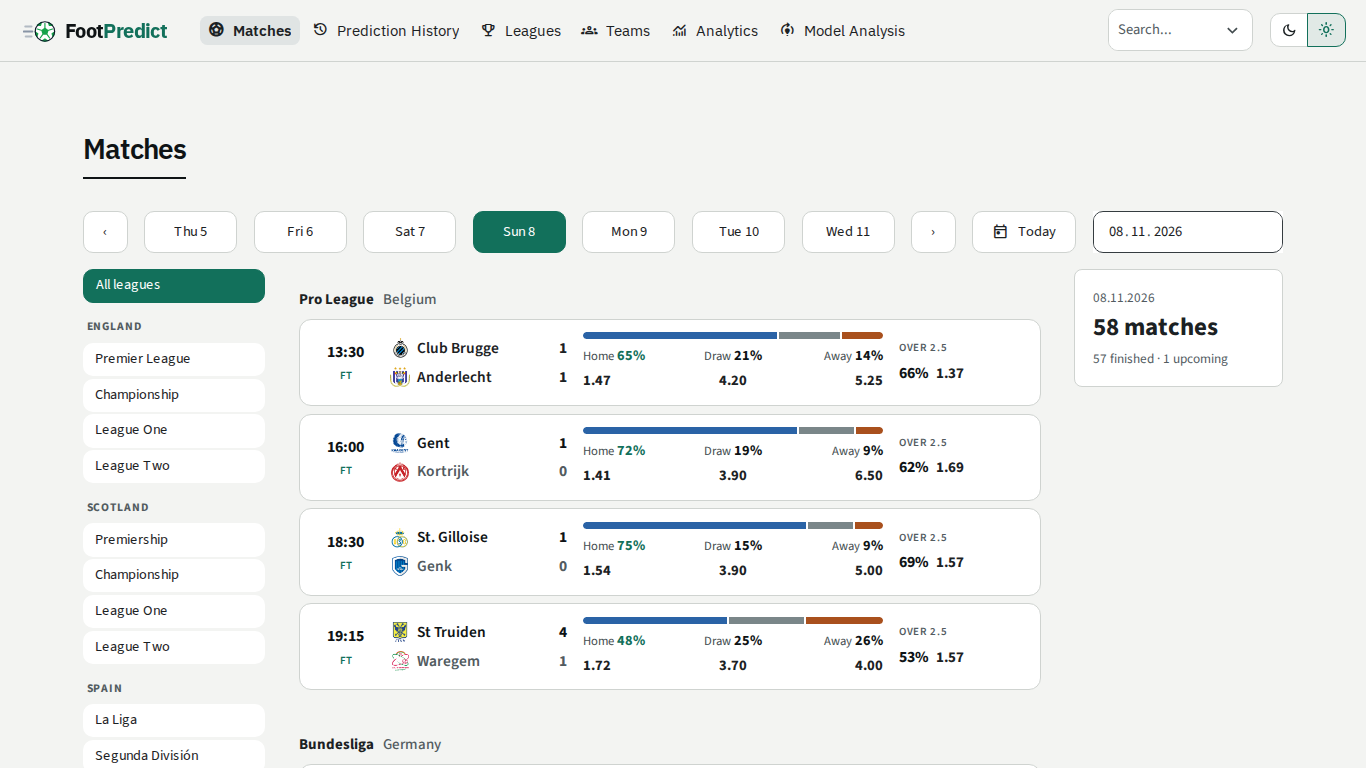 FootPredict Matches Prediction History Leagues Teams Analytics Model Analysis Search...
Matches
‹ Thu 5 Fri 6 Sat 7 Sun 8 Mon 9 Tue 10 Wed 11 › Today 08.11.2026
All leagues
ENGLAND
Premier League
Championship
League One
League Two
SCOTLAND
Premiership
Championship
League One
League Two
SPAIN
La Liga
Segunda División
Pro League Belgium
13:30 FT
Club Brugge 1
Anderlecht 1
Home 65% Draw 21% Away 14%
1.47 4.20 5.25
OVER 2.5
66% 1.37
16:00 FT
Gent 1
Kortrijk 0
Home 72% Draw 19% Away 9%
1.41 3.90 6.50
OVER 2.5
62% 1.69
18:30 FT
St. Gilloise 1
Genk 0
Home 75% Draw 15% Away 9%
1.54 3.90 5.00
OVER 2.5
69% 1.57
19:15 FT
St Truiden 4
Waregem 1
Home 48% Draw 25% Away 26%
1.72 3.70 4.00
OVER 2.5
53% 1.57
Bundesliga Germany
08.11.2026
58 matches
57 finished · 1 upcoming